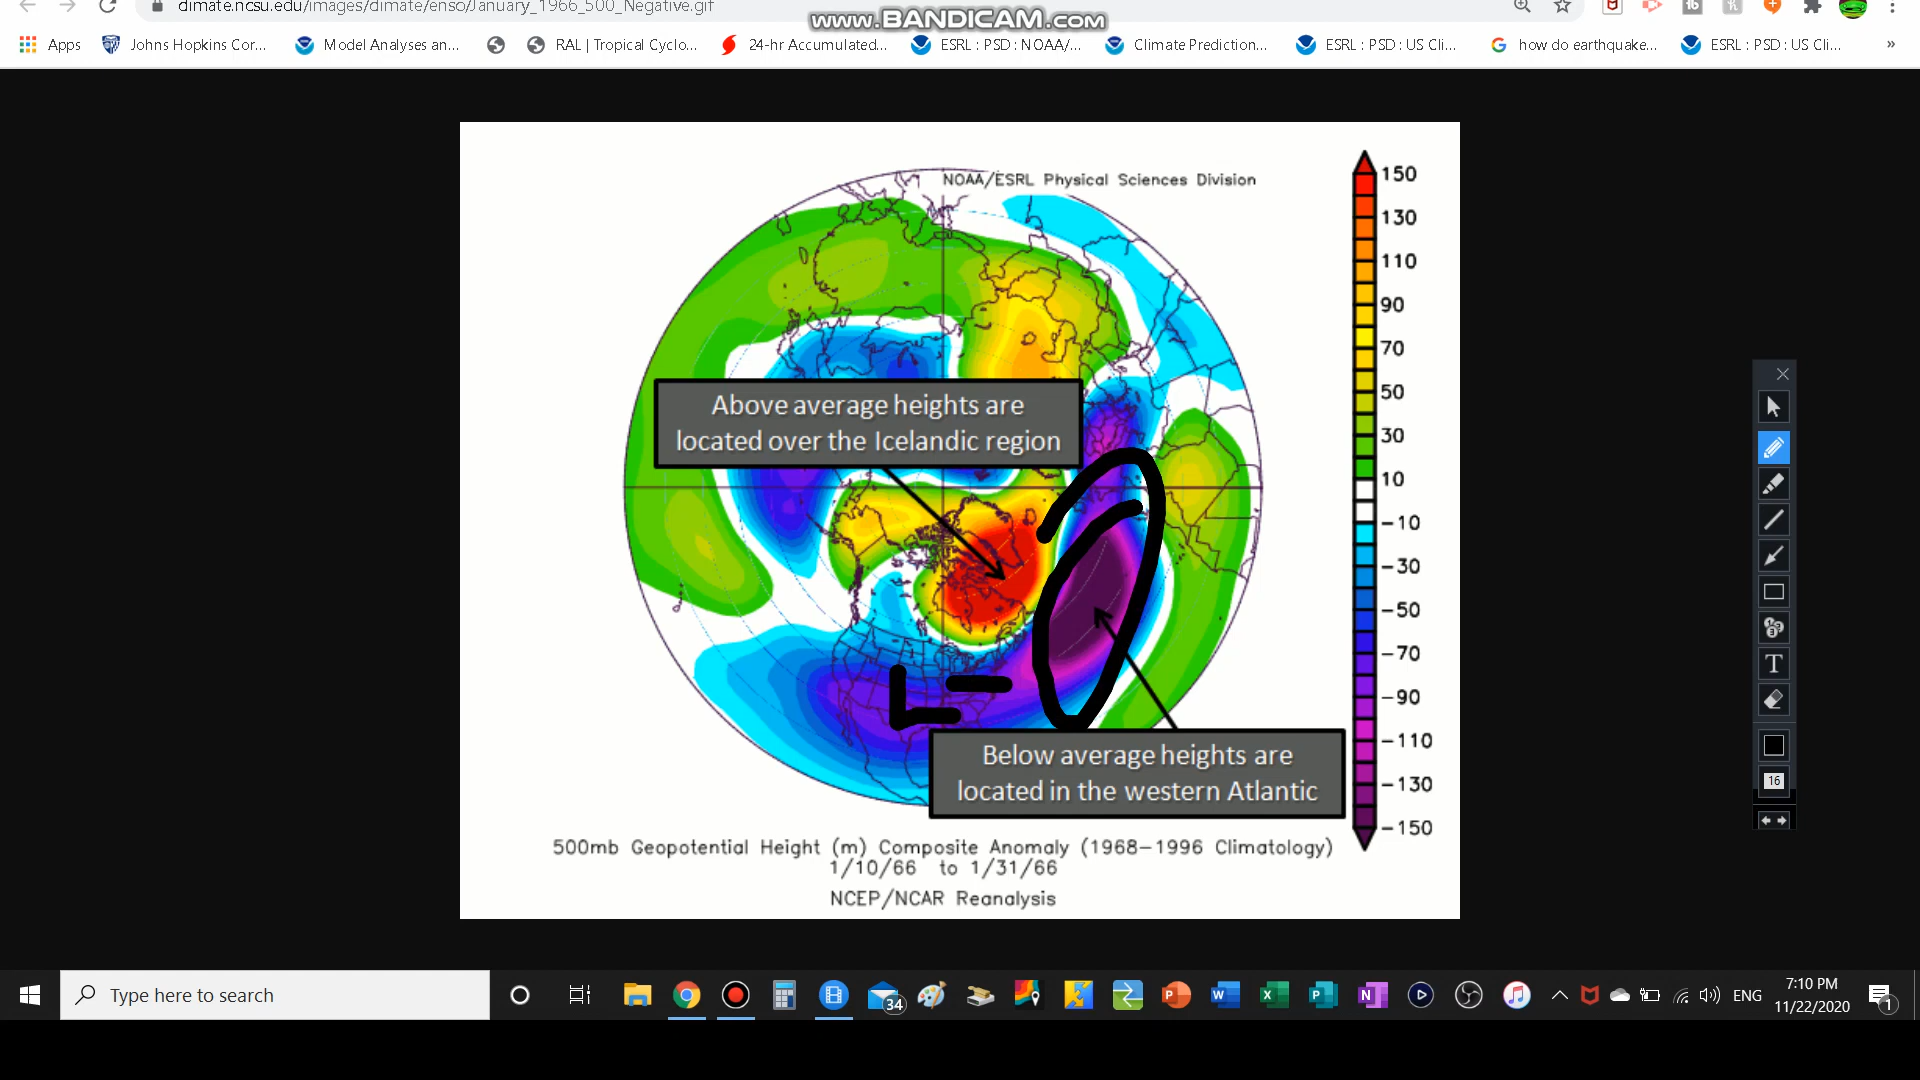 dimate.ncsu.edu/images/dimate/enso/January_1966_500_Negative.gif
www.BANDICAM.com
Apps
Johns Hopkins Cor...
Model Analyses an...
RAL | Tropical Cyclo...
24-hr Accumulated...
ESRL : PSD : NOAA/...
Climate Prediction...
ESRL : PSD : US Cli...
how do earthquake...
ESRL : PSD : US Cli...
»
NOAA/ESRL Physical Sciences Division
150
130
110
90
70
50
30
10
-10
-30
-50
-70
-90
-110
-130
-150
Above average heights are
located over the Icelandic region
Below average heights are
located in the western Atlantic
500mb Geopotential Height (m) Composite Anomaly (1968-1996 Climatology)
1/10/66 to 1/31/66
NCEP/NCAR Reanalysis
T
16
Type here to search
34
ENG
7:10 PM
11/22/2020
1